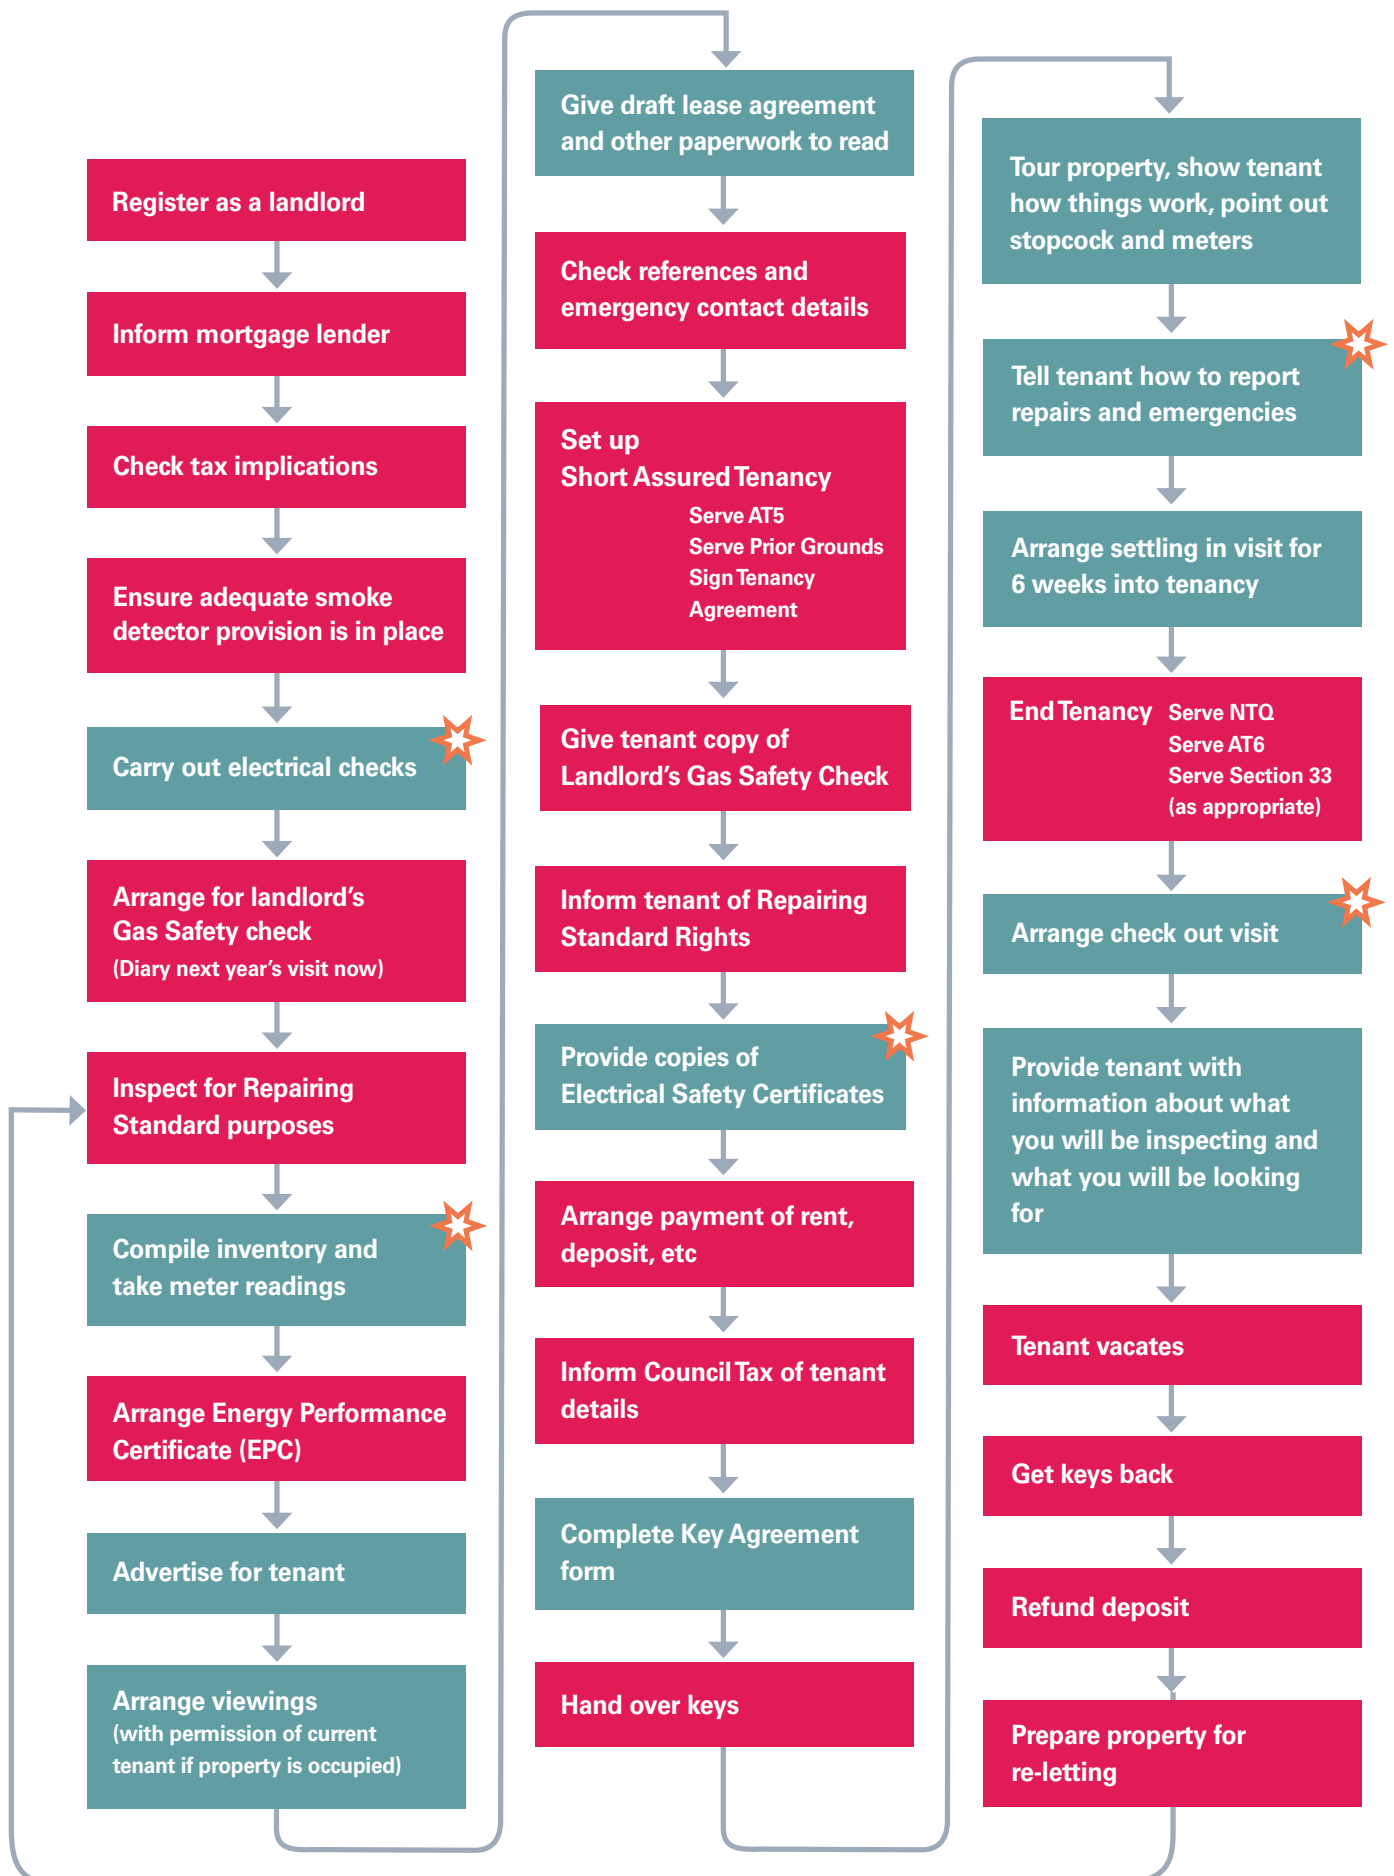 Register as a landlord
Inform mortgage lender
Check tax implications
Ensure adequate smoke
detector provision is in place
Carry out electrical checks
Arrange for landlord's
Gas Safety check
(Diary next year's visit now)
Inspect for Repairing
Standard purposes
Compile inventory and
take meter readings
Arrange Energy Performance
Certificate (EPC)
Advertise for tenant
Arrange viewings
(with permission of current
tenant if property is occupied)
Give draft lease agreement
and other paperwork to read
Check references and
emergency contact details
Set up
Short Assured Tenancy
Serve AT5
Serve Prior Grounds
Sign Tenancy
Agreement
Give tenant copy of
Landlord's Gas Safety Check
Inform tenant of Repairing
Standard Rights
Provide copies of
Electrical Safety Certificates
Arrange payment of rent,
deposit, etc
Inform Council Tax of tenant
details
Complete Key Agreement
form
Hand over keys
Tour property, show tenant
how things work, point out
stopcock and meters
Tell tenant how to report
repairs and emergencies
Arrange settling in visit for
6 weeks into tenancy
End Tenancy Serve NTQ.
Serve AT6
Serve Section 33
(as appropriate)
Arrange check out visit
Provide tenant with
information about what
you will be inspecting and
what you will be looking
for
Tenant vacates
Get keys back
Refund deposit
Prepare property for
re-letting